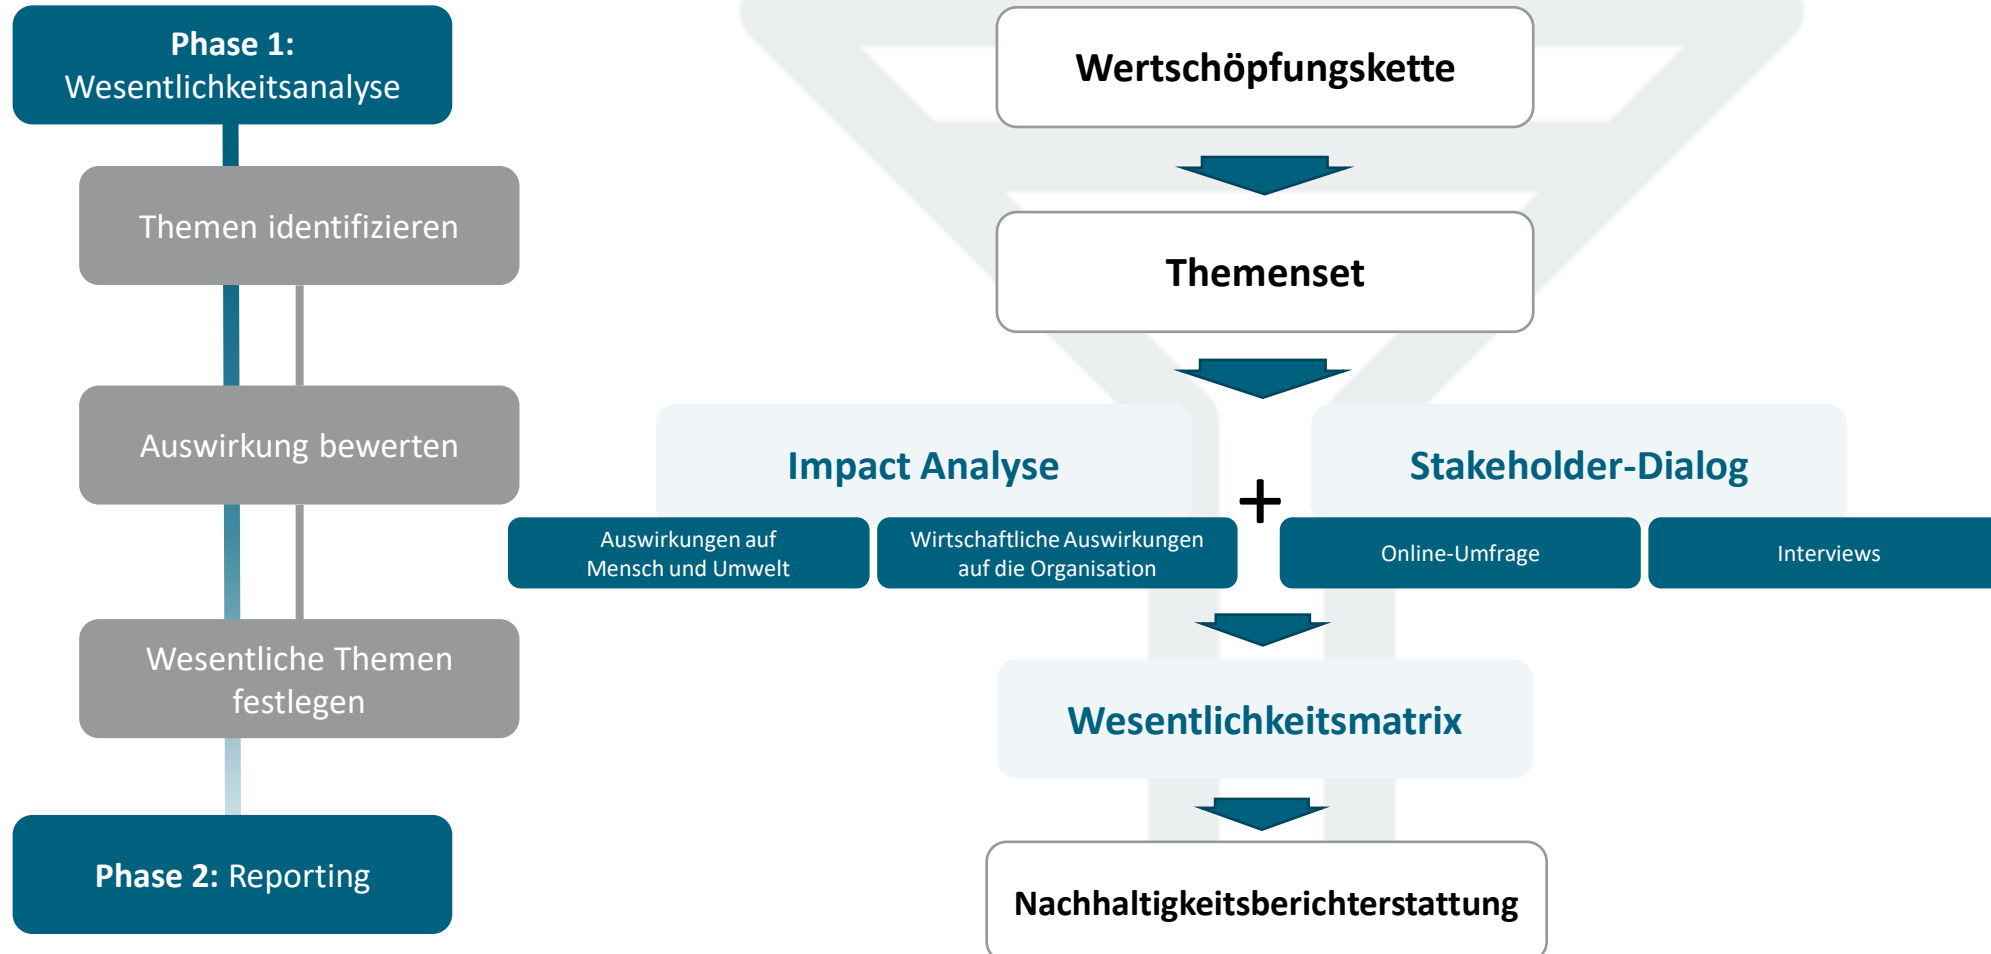 Phase 1:
Wesentlichkeitsanalyse
Themen identifizieren
Auswirkung bewerten
Wesentliche Themen
festlegen
Phase 2: Reporting
Wertschöpfungskette
Themenset
Impact Analyse
Auswirkungen auf
Mensch und Umwelt
Wirtschaftliche Auswirkungen
auf die Organisation
+
Stakeholder-Dialog
Online-Umfrage
Interviews
Wesentlichkeitsmatrix
Nachhaltigkeitsberichterstattung